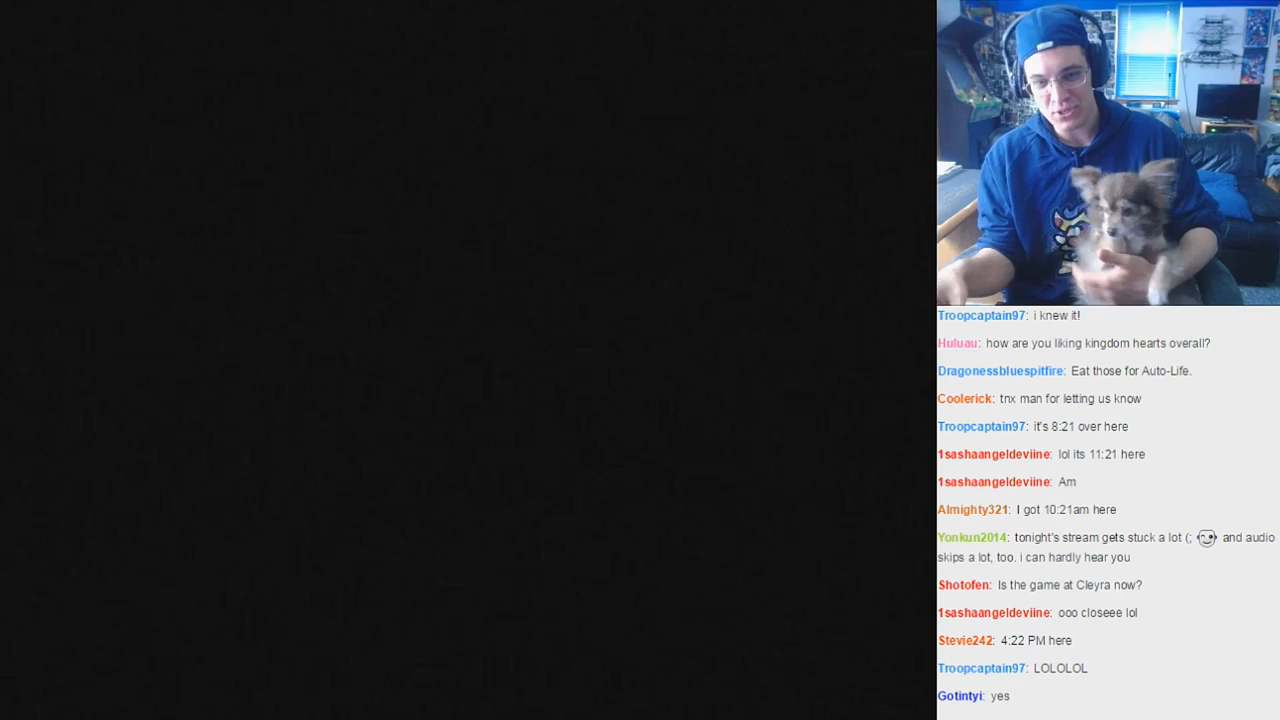 Troopcaptain97: i knew it!
Huluau: how are you liking kingdom hearts overall?
Dragonessbluespitfire: Eat those for Auto-Life.
Coolerick: tnx man for letting us know
Troopcaptain97: it's 8:21 over here
1sashaangeldeviine: lol its 11:21 here
1sashaangeldeviine: Am
Almighty321: I got 10:21am here
Yonkun2014: tonight's stream gets stuck a lot (; and audio
skips a lot, too. i can hardly hear you
Shotofen: Is the game at Cleyra now?
1sashaangeldeviine: ooo closeee lol
Stevie242: 4:22 PM here
Troopcaptain97: LOLOLOL
Gotintyi: yes